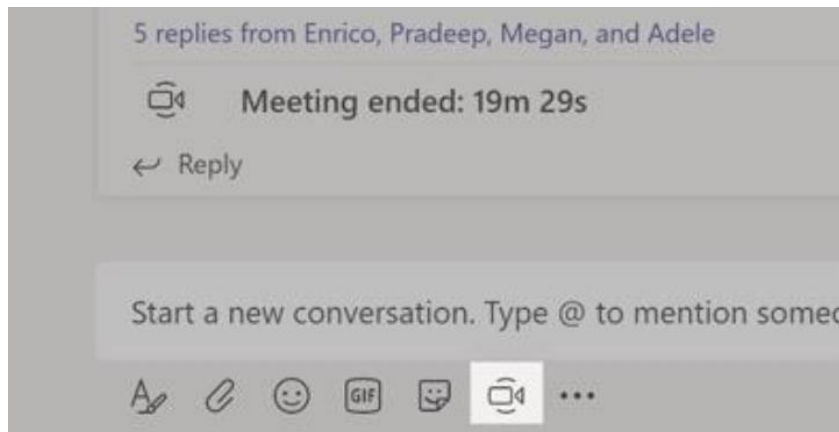 5 replies from Enrico, Pradeep, Megan, and Adele
Meeting ended: 19m 29s
Reply
Start a new conversation. Type @ to mention
GIF